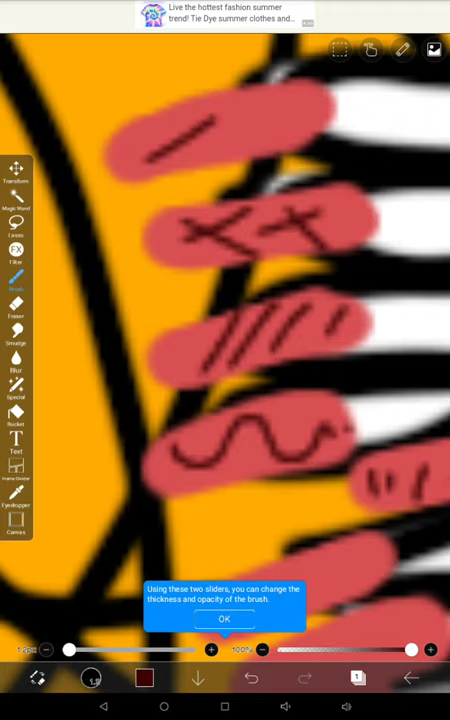 Live the hottest fashion summer
trend! Tie Dye summer clothes and...
Transform
Magic Wand
Lasso
FX
Filter
Brush
Eraser
Smudge
Blur
Special
Bucket
T
Text
Frame Divider
Eyedropper
Canvas
Using these two sliders, you can change the
thickness and opacity of the brush.
OK
100%
1